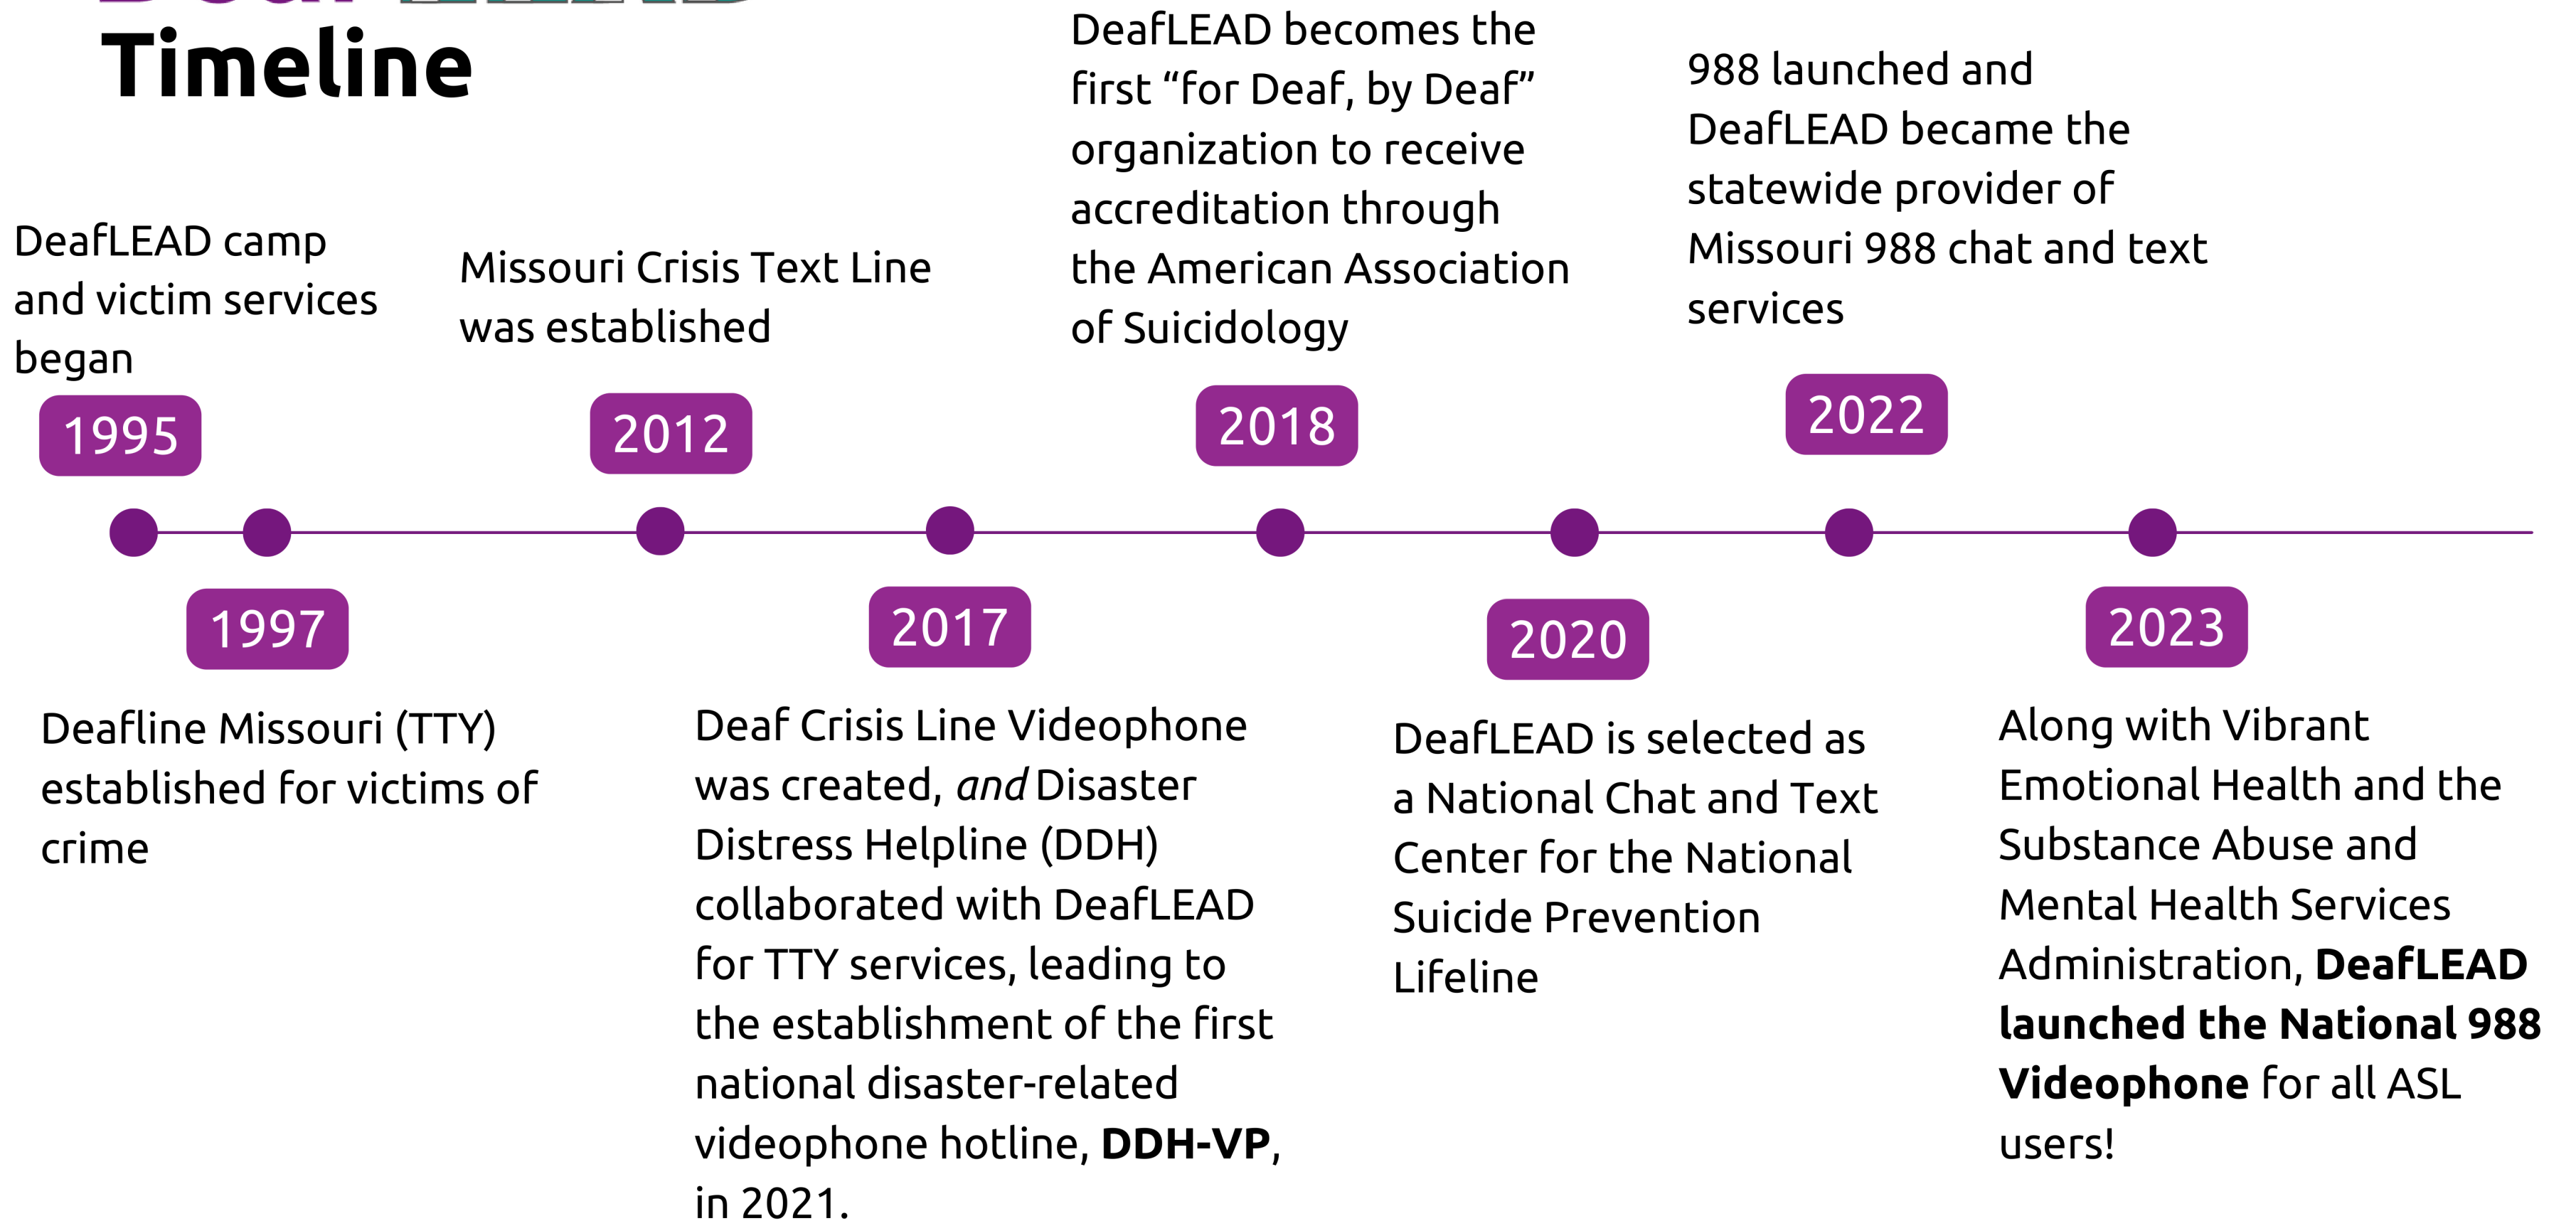 Timeline
DeafLEAD camp
and victim services
began
1995
Missouri Crisis Text Line
was established
2012
DeafLEAD becomes the
first “for Deaf, by Deaf”
organization to receive
accreditation through
the American Association
of Suicidology
2018
988 launched and
DeafLEAD became the
statewide provider of
Missouri 988 chat and text
services
2022
1997
Deafline Missouri (TTY)
established for victims of
crime
2017
Deaf Crisis Line Videophone
was created, and Disaster
Distress Helpline (DDH)
collaborated with DeafLEAD
for TTY services, leading to
the establishment of the first
national disaster-related
videophone hotline, DDH-VP,
in 2021.
2020
DeafLEAD is selected as
a National Chat and Text
Center for the National
Suicide Prevention
Lifeline
2023
Along with Vibrant
Emotional Health and the
Substance Abuse and
Mental Health Services
Administration, DeafLEAD
launched the National 988
Videophone for all ASL
users!